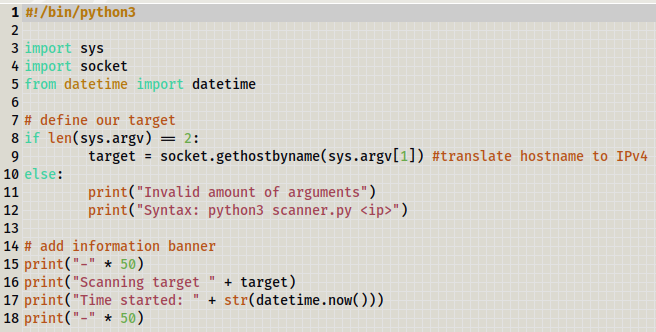 1 #!/bin/python3
2
3 import sys
4 import socket
5 from datetime import datetime
6
7 # define our target
8 if len(sys.argv) == 2:
9         target = socket.gethostbyname(sys.argv[1]) #translate hostname to IPv4
10 else:
11         print("Invalid amount of arguments")
12         print("Syntax: python3 scanner.py <ip>")
13
14 # add information banner
15 print("-" * 50)
16 print("Scanning target " + target)
17 print("Time started: " + str(datetime.now()))
18 print("-" * 50)